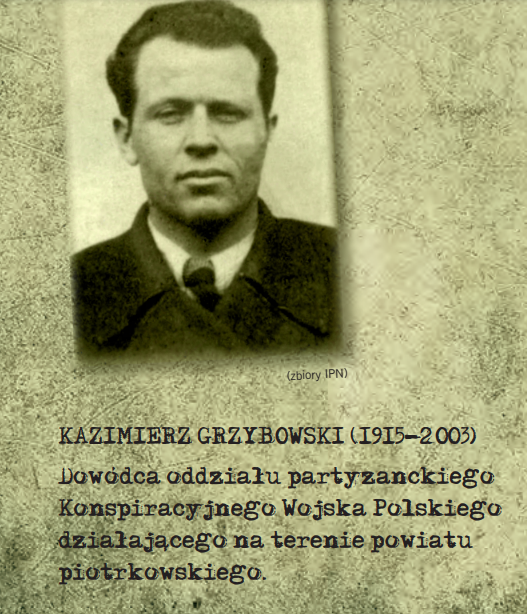 (zbiory IPN)
KAZIMIERZ GRZYBOWSKI (1915–2003)
Dowódca oddziału partyzanckiego
Konspiracyjnego Wojska Polskiego
działającego na terenie powiatu
piotrkowskiego.